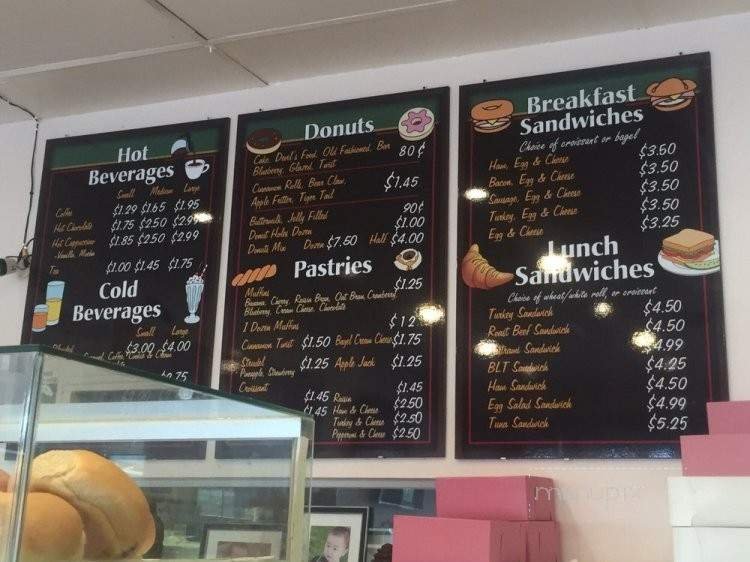 Hot
Beverages
Small Medium Large
Coffee $1.29 $1.65 $1.95
Hot Chocolate $1.75 $2.50 $2.99
Hot Cappuccino $1.85 $2.50 $2.99
- Vanilla, Mocha
Tea $1.00 $1.45 $1.75
Cold
Beverages
Small Large
$3.00 $4.00
Coffee, Cookie & Cream
Donuts
Cake, Devil's Food, Old Fashioned, Bar 80¢
Blueberry, Glazed, Twist
Cinnamon Rolls, Bear Claw, $1.45
Apple Fritter, Tiger Tail
Buttermilk, Jelly Filled 90¢
Donut Holes Dozen $1.00
Donuts Mix Dozen $7.50 Half $4.00
Pastries
Muffins $1.25
Banana, Cherry, Raisin Bran, Oat Bran, Cranberry,
Blueberry, Cream Cheese, Chocolate
1 Dozen Muffins $12
Cinnamon Twist $1.50 Bagel Cream Cheese $1.75
Strudel $1.25 Apple Jack $1.25
Pineapple, Strawberry
Croissant
$1.45 Raisin $1.45
$1.45 Ham & Cheese $2.50
Turkey & Cheese $2.50
Pepperoni & Cheese $2.50
Breakfast
Sandwiches
Choice of croissant or bagel
Ham, Egg & Cheese $3.50
Bacon, Egg & Cheese $3.50
Sausage, Egg & Cheese $3.50
Turkey, Egg & Cheese $3.50
Egg & Cheese $3.25
Lunch
Sandwiches
Choice of wheat/white roll, or croissant
Turkey Sandwich $4.50
Roast Beef Sandwich $4.50
Pastrami Sandwich $4.99
BLT Sandwich $4.25
Ham Sandwich $4.50
Egg Salad Sandwich $4.99
Tuna Sandwich $5.25
menupix